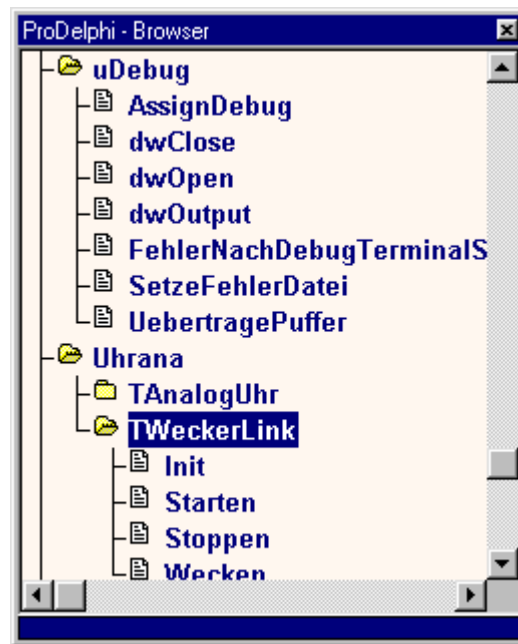 ProDelphi - Browser
uDebug
AssignDebug
dwClose
dwOpen
dwOutput
FehlerNachDebugTerminalS
SetzeFehlerDatei
UebertragePuffer
Uhrana
TAnalogUhr
TWeckerLink
Init
Starten
Stoppen
Wecken